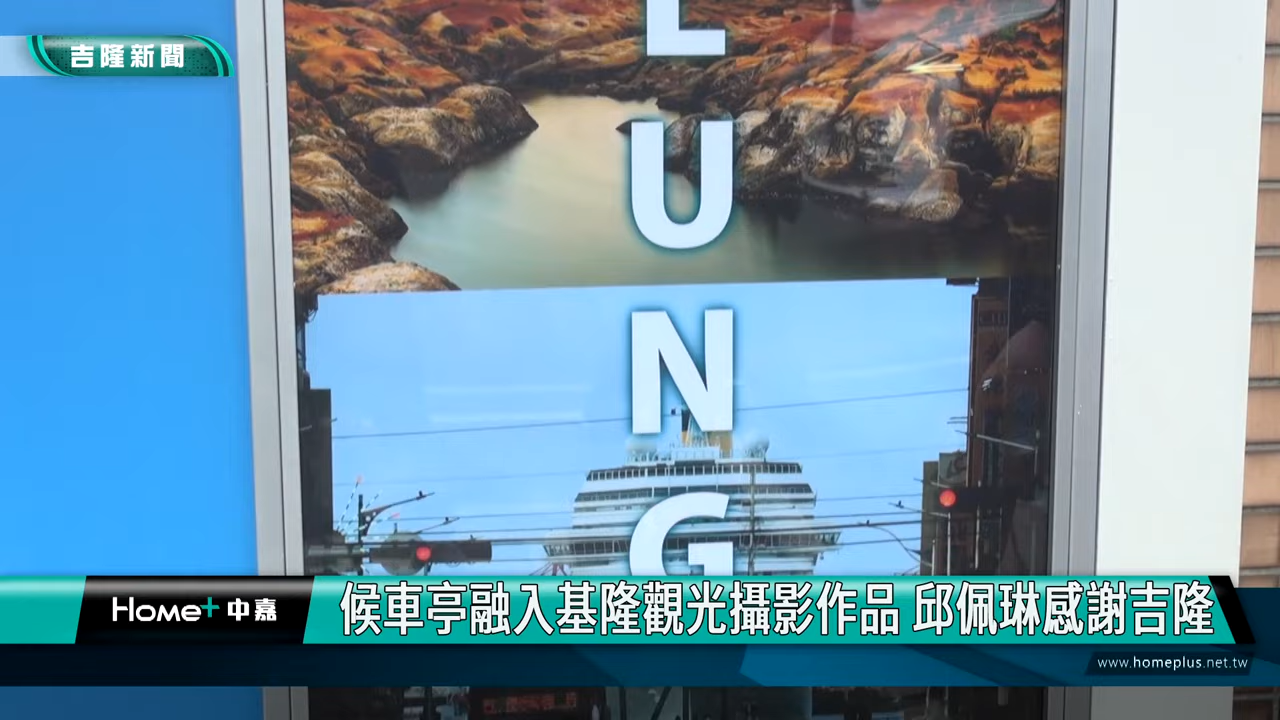 吉隆新聞
L
U
N
G
Home+ 中嘉
候車亭融入基隆觀光攝影作品 邱佩琳感謝吉隆
www.homeplus.net.tw